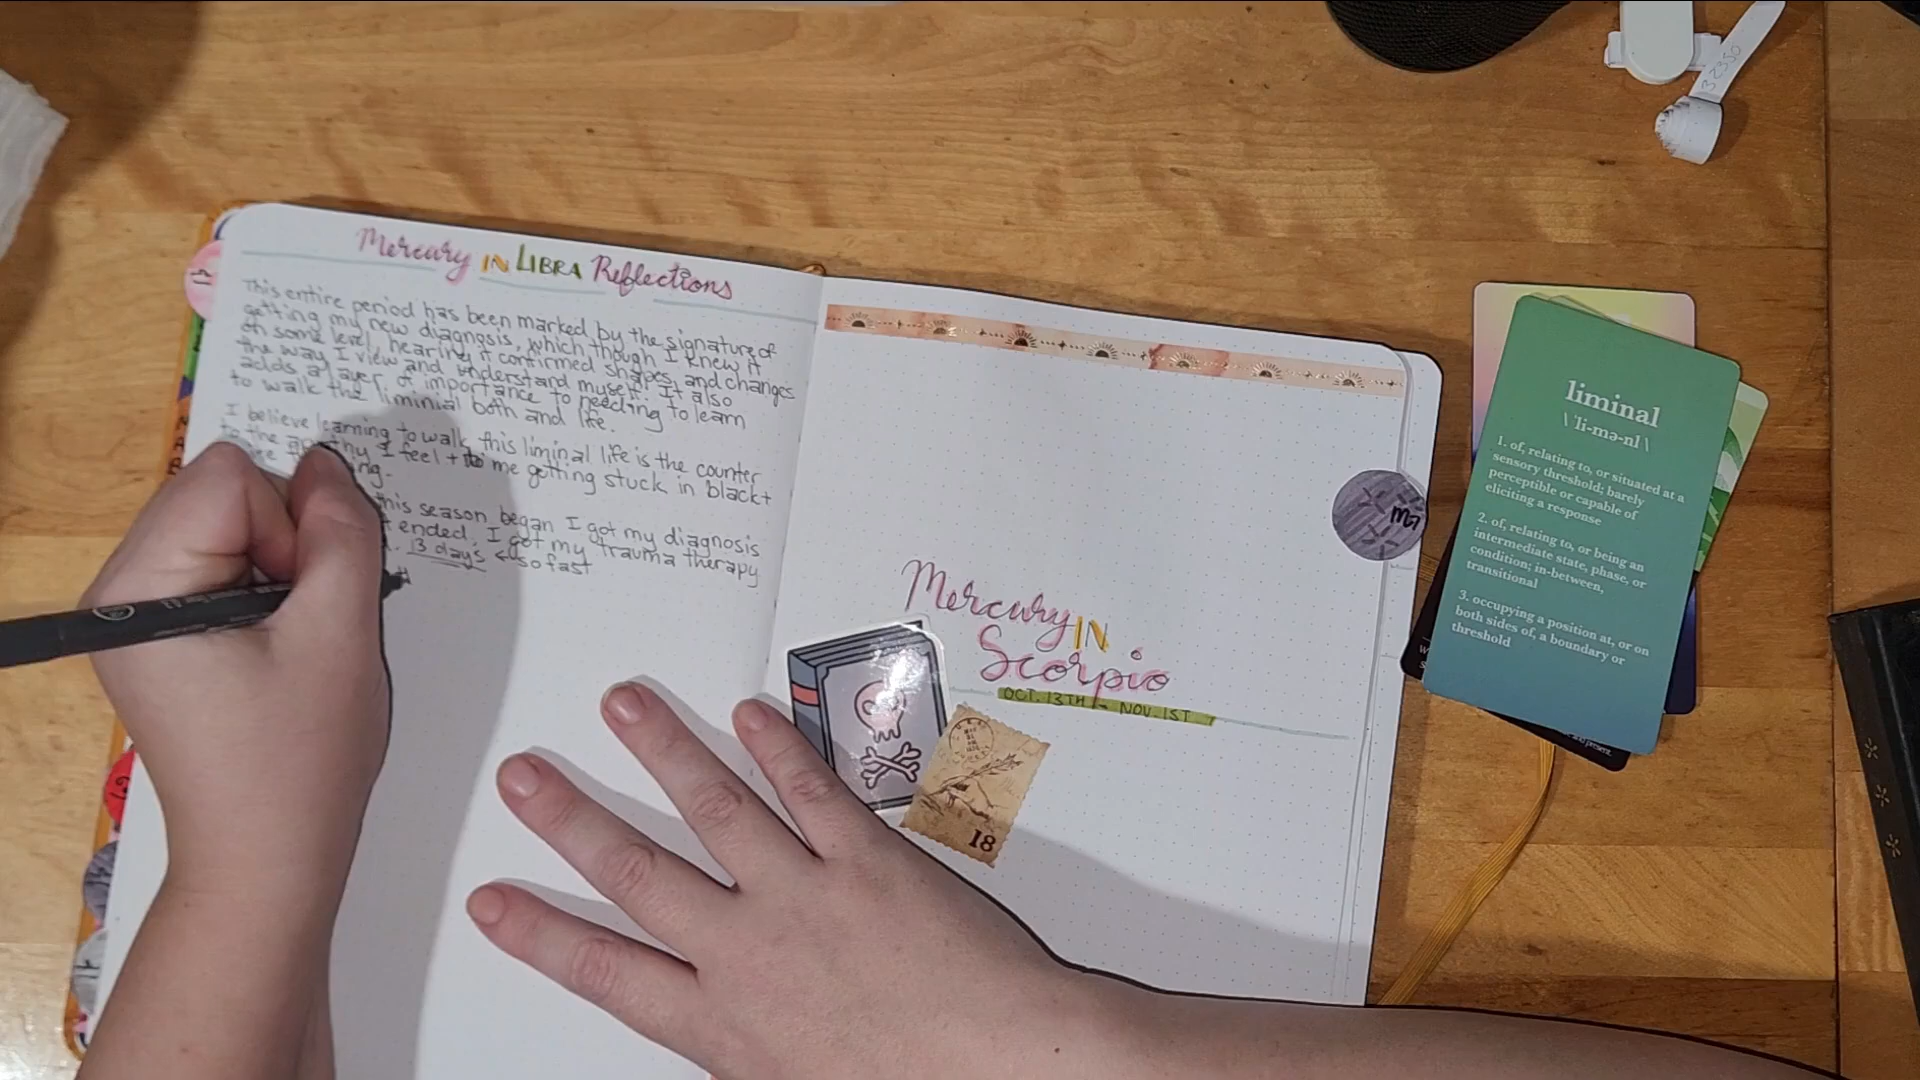 Mercury IN LIBRA Reflections
This entire period has been marked by the signature of
getting my new diagnosis, which though I knew it
on some level, hearing it confirmed shapes and changes
the way I view and understand myself. It also
adds a layer of importance to needing to learn
to walk the liminial both and life.
I believe learning to walk this liminal life is the counter
to the I feel + to me getting stuck in black +
this season began I got my diagnosis
ended, I got my trauma therapy
13 days ← so fast
Mercury IN
Scorpio
OCT. 13TH - NOV. 1ST
18
liminal
\ 'li-mə-nl \
1. of, relating to, or situated at a
sensory threshold; barely
perceptible or capable of
eliciting a response
2. of, relating to, or being an
intermediate state, phase, or
condition; in-between,
transitional
3. occupying a position at, or on
both sides of, a boundary or
threshold
and present.